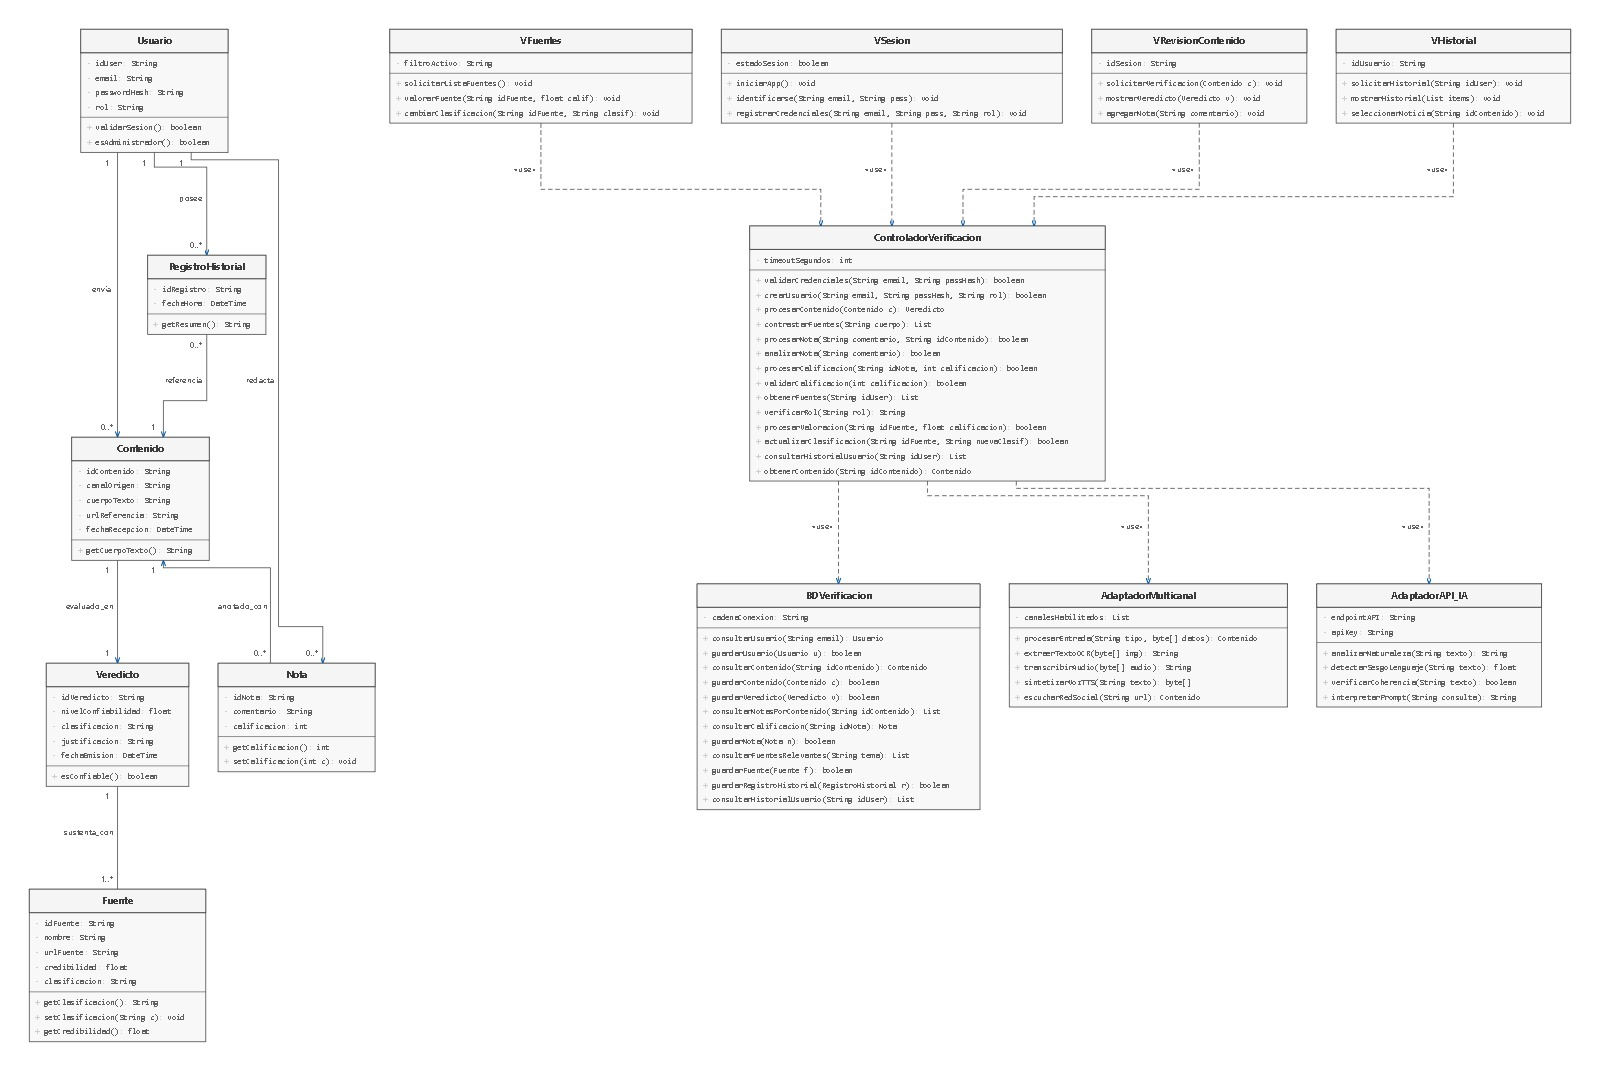 Usuario
- idUser: String
- email: String
- passwordHash: String
- rol: String
+ validarSesion(): boolean
+ esAdministrador(): boolean
VFuentes
- filtroActivo: String
+ solicitarListaFuentes(): void
+ valorarFuente(String idFuente, float calif): void
+ cambiarClasificacion(String idFuente, String clasif): void
VSesion
- estadoSesion: boolean
+ iniciarApp(): void
+ identificarse(String email, String pass): void
+ registrarCredenciales(String email, String pass, String rol): void
VRevisionContenido
- idSesion: String
+ solicitarVerificacion(Contenido c): void
+ mostrarVeredicto(Veredicto v): void
+ agregarNota(String comentario): void
VHistorial
- idUsuario: String
+ solicitarHistorial(String idUser): void
+ mostrarHistorial(List items): void
+ seleccionarNoticia(String idContenido): void
1
1
1
posee
0..*
envia
«use»
«use»
«use»
«use»
RegistroHistorial
- idRegistro: String
- fechaHora: DateTime
+ getResumen(): String
0..*
referencia
redacta
0..*
1
ControladorVerificacion
- timeoutSegundos: int
+ validarCredenciales(String email, String passHash): boolean
+ crearUsuario(String email, String passHash, String rol): boolean
+ procesarContenido(Contenido c): Veredicto
+ contrastarFuentes(String cuerpo): List
+ procesarNota(String comentario, String idContenido): boolean
+ analizarNota(String comentario): boolean
+ procesarCalificacion(String idNota, int calificacion): boolean
+ validarCalificacion(int calificacion): boolean
+ obtenerFuentes(String idUser): List
+ verificarRol(String rol): String
+ procesarValoracion(String idFuente, float calificacion): boolean
+ actualizarClasificacion(String idFuente, String nuevaClasif): boolean
+ consultarHistorialUsuario(String idUser): List
+ obtenerContenido(String idContenido): Contenido
Contenido
- idContenido: String
- canalOrigen: String
- cuerpoTexto: String
- urlReferencia: String
- fechaRecepcion: DateTime
+ getCuerpoTexto(): String
1
1
evaluado_en
anotado_con
1
0..*
0..*
«use»
«use»
«use»
Veredicto
- idVeredicto: String
- nivelConfiabilidad: float
- clasificacion: String
- justificacion: String
- fechaEmision: DateTime
+ esConfiable(): boolean
Nota
- idNota: String
- comentario: String
- calificacion: int
+ getCalificacion(): int
+ setCalificacion(int c): void
BDVerificacion
- cadenaConexion: String
+ consultarUsuario(String email): Usuario
+ guardarUsuario(Usuario u): boolean
+ consultarContenido(String idContenido): Contenido
+ guardarContenido(Contenido c): boolean
+ guardarVeredicto(Veredicto v): boolean
+ consultarNotasPorContenido(String idContenido): List
+ consultarCalificacion(String idNota): Nota
+ guardarNota(Nota n): boolean
+ consultarFuentesRelevantes(String tema): List
+ guardarFuente(Fuente f): boolean
+ guardarRegistroHistorial(RegistroHistorial r): boolean
+ consultarHistorialUsuario(String idUser): List
AdaptadorMulticanal
- canalesHabilitados: List
+ procesarEntrada(String tipo, byte[] datos): Contenido
+ extraerTextoOCR(byte[] img): String
+ transcribirAudio(byte[] audio): String
+ sintetizarVozTTS(String texto): byte[]
+ escucharRedSocial(String url): Contenido
AdaptadorAPI_IA
- endpointAPI: String
- apiKey: String
+ analizarNaturaleza(String texto): String
+ detectarSesgoLenguaje(String texto): float
+ verificarCoherencia(String texto): boolean
+ interpretarPrompt(String consulta): String
1
sustenta_con
1..*
Fuente
- idFuente: String
- nombre: String
- urlFuente: String
- credibilidad: float
- clasificacion: String
+ getClasificacion(): String
+ setClasificacion(String c): void
+ getCredibilidad(): float